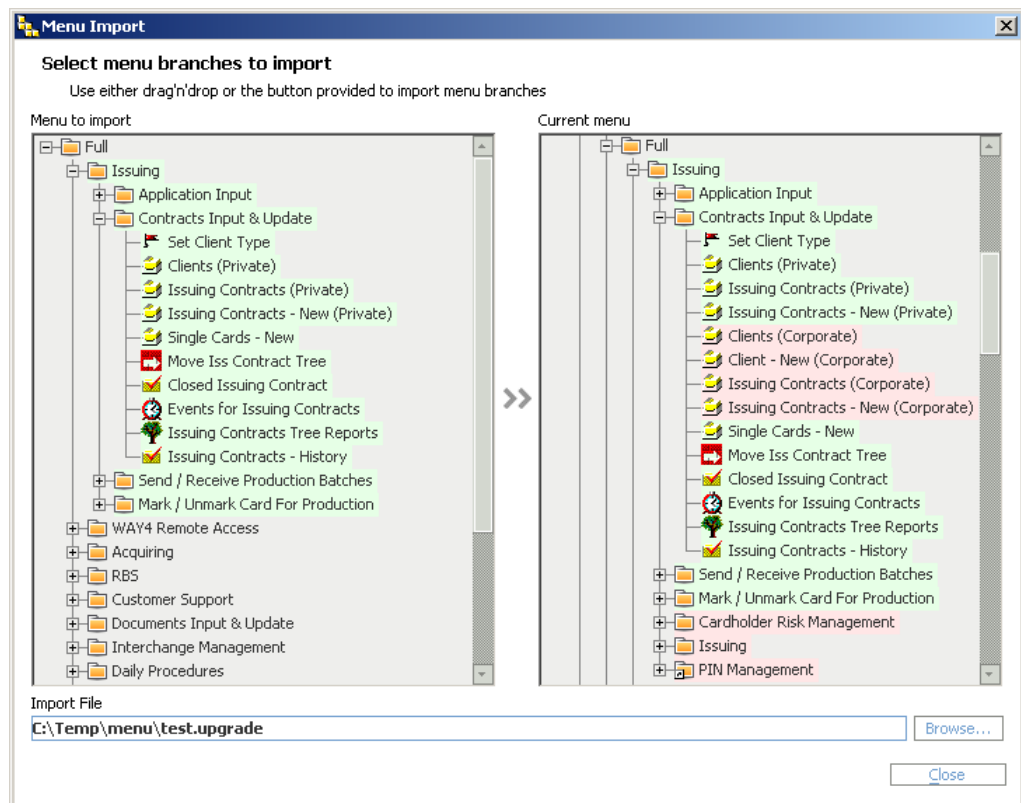 Menu Import
Select menu branches to import
Use either drag'n'drop or the button provided to import menu branches
Menu to import
Full
Issuing
Application Input
Contracts Input & Update
Set Client Type
Clients (Private)
Issuing Contracts (Private)
Issuing Contracts - New (Private)
Single Cards - New
Move Iss Contract Tree
Closed Issuing Contract
Events for Issuing Contracts
Issuing Contracts Tree Reports
Issuing Contracts - History
Send / Receive Production Batches
Mark / Unmark Card For Production
WAY4 Remote Access
Acquiring
RBS
Customer Support
Documents Input & Update
Interchange Management
Daily Procedures
Current menu
Full
Issuing
Application Input
Contracts Input & Update
Set Client Type
Clients (Private)
Issuing Contracts (Private)
Issuing Contracts - New (Private)
Clients (Corporate)
Client - New (Corporate)
Issuing Contracts (Corporate)
Issuing Contracts - New (Corporate)
Single Cards - New
Move Iss Contract Tree
Closed Issuing Contract
Events for Issuing Contracts
Issuing Contracts Tree Reports
Issuing Contracts - History
Send / Receive Production Batches
Mark / Unmark Card For Production
Cardholder Risk Management
Issuing
PIN Management
Import File
C:\Temp\menu\test.upgrade
Browse...
Close